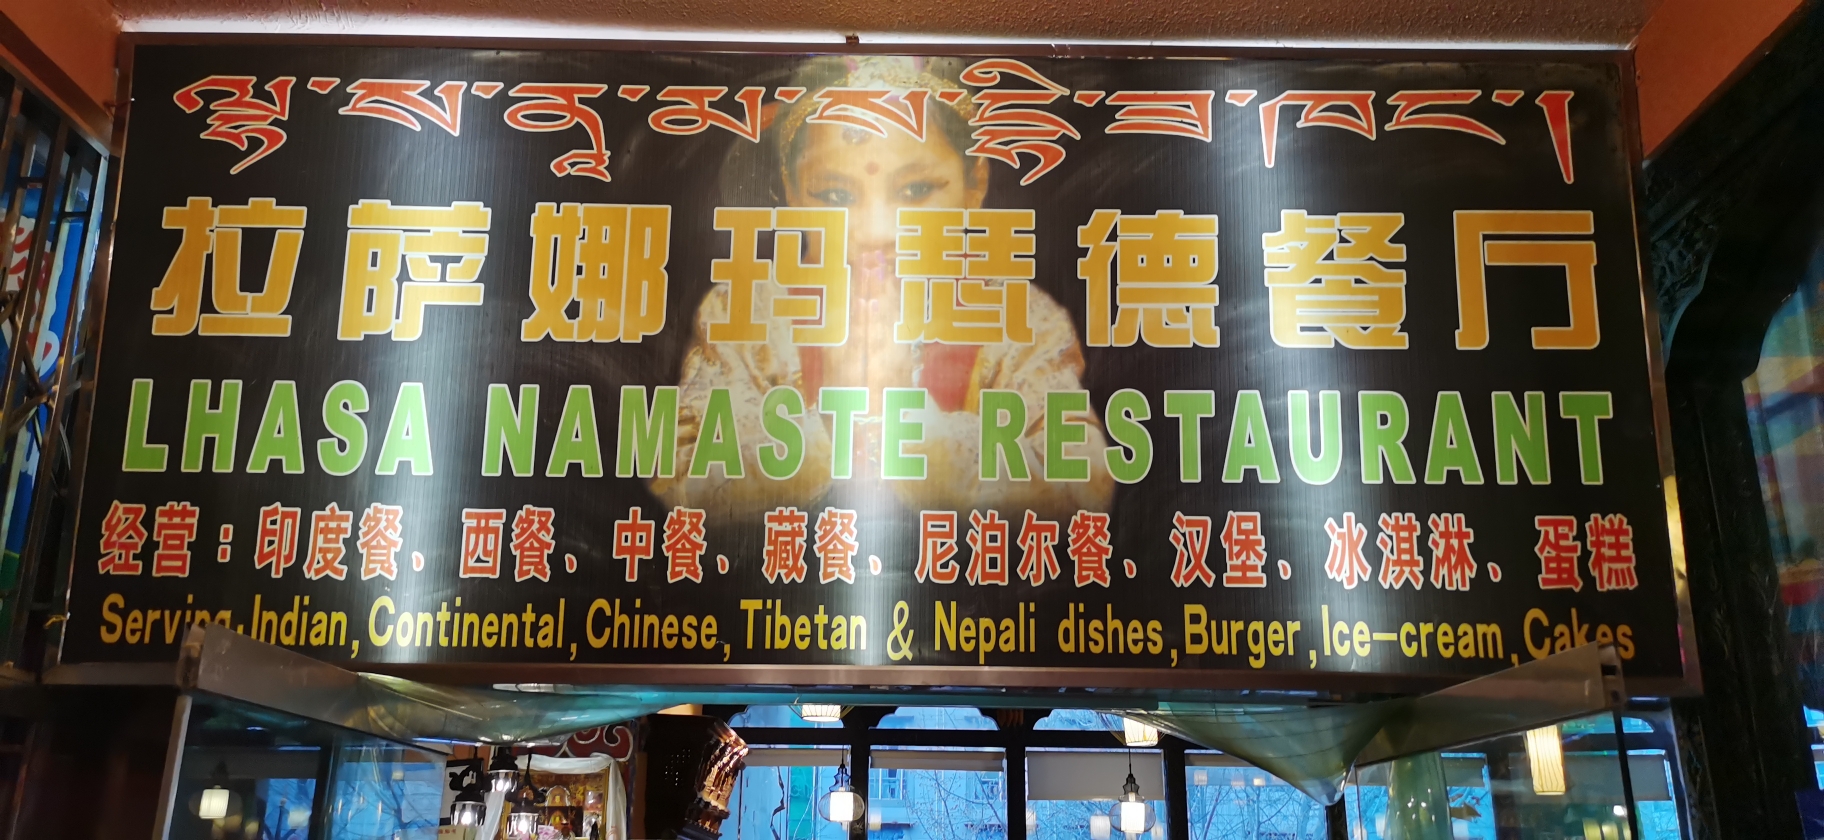 ལྷ་ས་ནཱ་མ་ས་ཏྡི་ཟ་ཁང་།
拉萨娜玛瑟德餐厅
LHASA NAMASTE RESTAURANT
经营：印度餐、西餐、中餐、藏餐、尼泊尔餐、汉堡、冰淇淋、蛋糕
Serving.Indian,Continental,Chinese,Tibetan & Nepali dishes,Burger,Ice-cream,Cakes